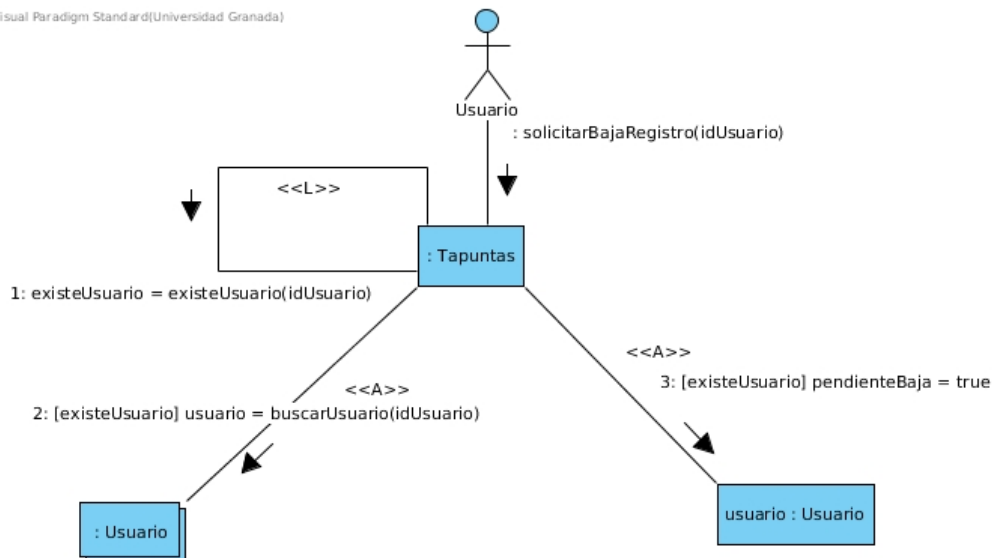 isual Paradigm Standard(Universidad Granada)
Usuario
: solicitarBajaRegistro(idUsuario)
<<L>>
: Tapuntas
1: existeUsuario = existeUsuario(idUsuario)
<<A>>
3: [existeUsuario] pendienteBaja = true
<<A>>
2: [existeUsuario] usuario = buscarUsuario(idUsuario)
: Usuario
usuario : Usuario